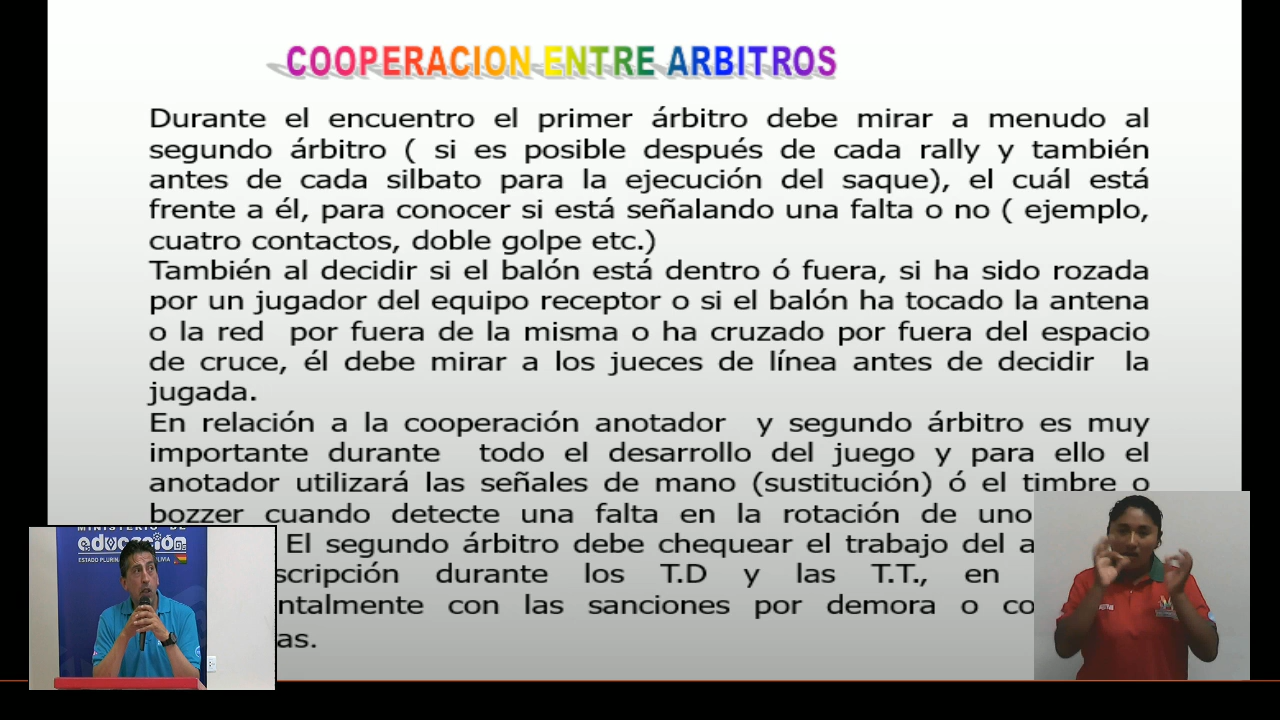 COOPERACION ENTRE ARBITROS
Durante el encuentro el primer árbitro debe mirar a menudo al
segundo árbitro ( si es posible después de cada rally y también
antes de cada silbato para la ejecución del saque), el cuál está
frente a él, para conocer si está señalando una falta o no ( ejemplo,
cuatro contactos, doble golpe etc.)
También al decidir si el balón está dentro ó fuera, si ha sido rozada
por un jugador del equipo receptor o si el balón ha tocado la antena
o la red por fuera de la misma o ha cruzado por fuera del espacio
de cruce, él debe mirar a los jueces de línea antes de decidir la
jugada.
En relación a la cooperación anotador y segundo árbitro es muy
importante durante todo el desarrollo del juego y para ello el
anotador utilizará las señales de mano (sustitución) ó el timbre o
bozzer cuando detecte una falta en la rotación de uno
El segundo árbitro debe chequear el trabajo del a
scripción durante los T.D y las T.T., en
ntalmente con las sanciones por demora o co
as.
MINISTERIO DE
educación